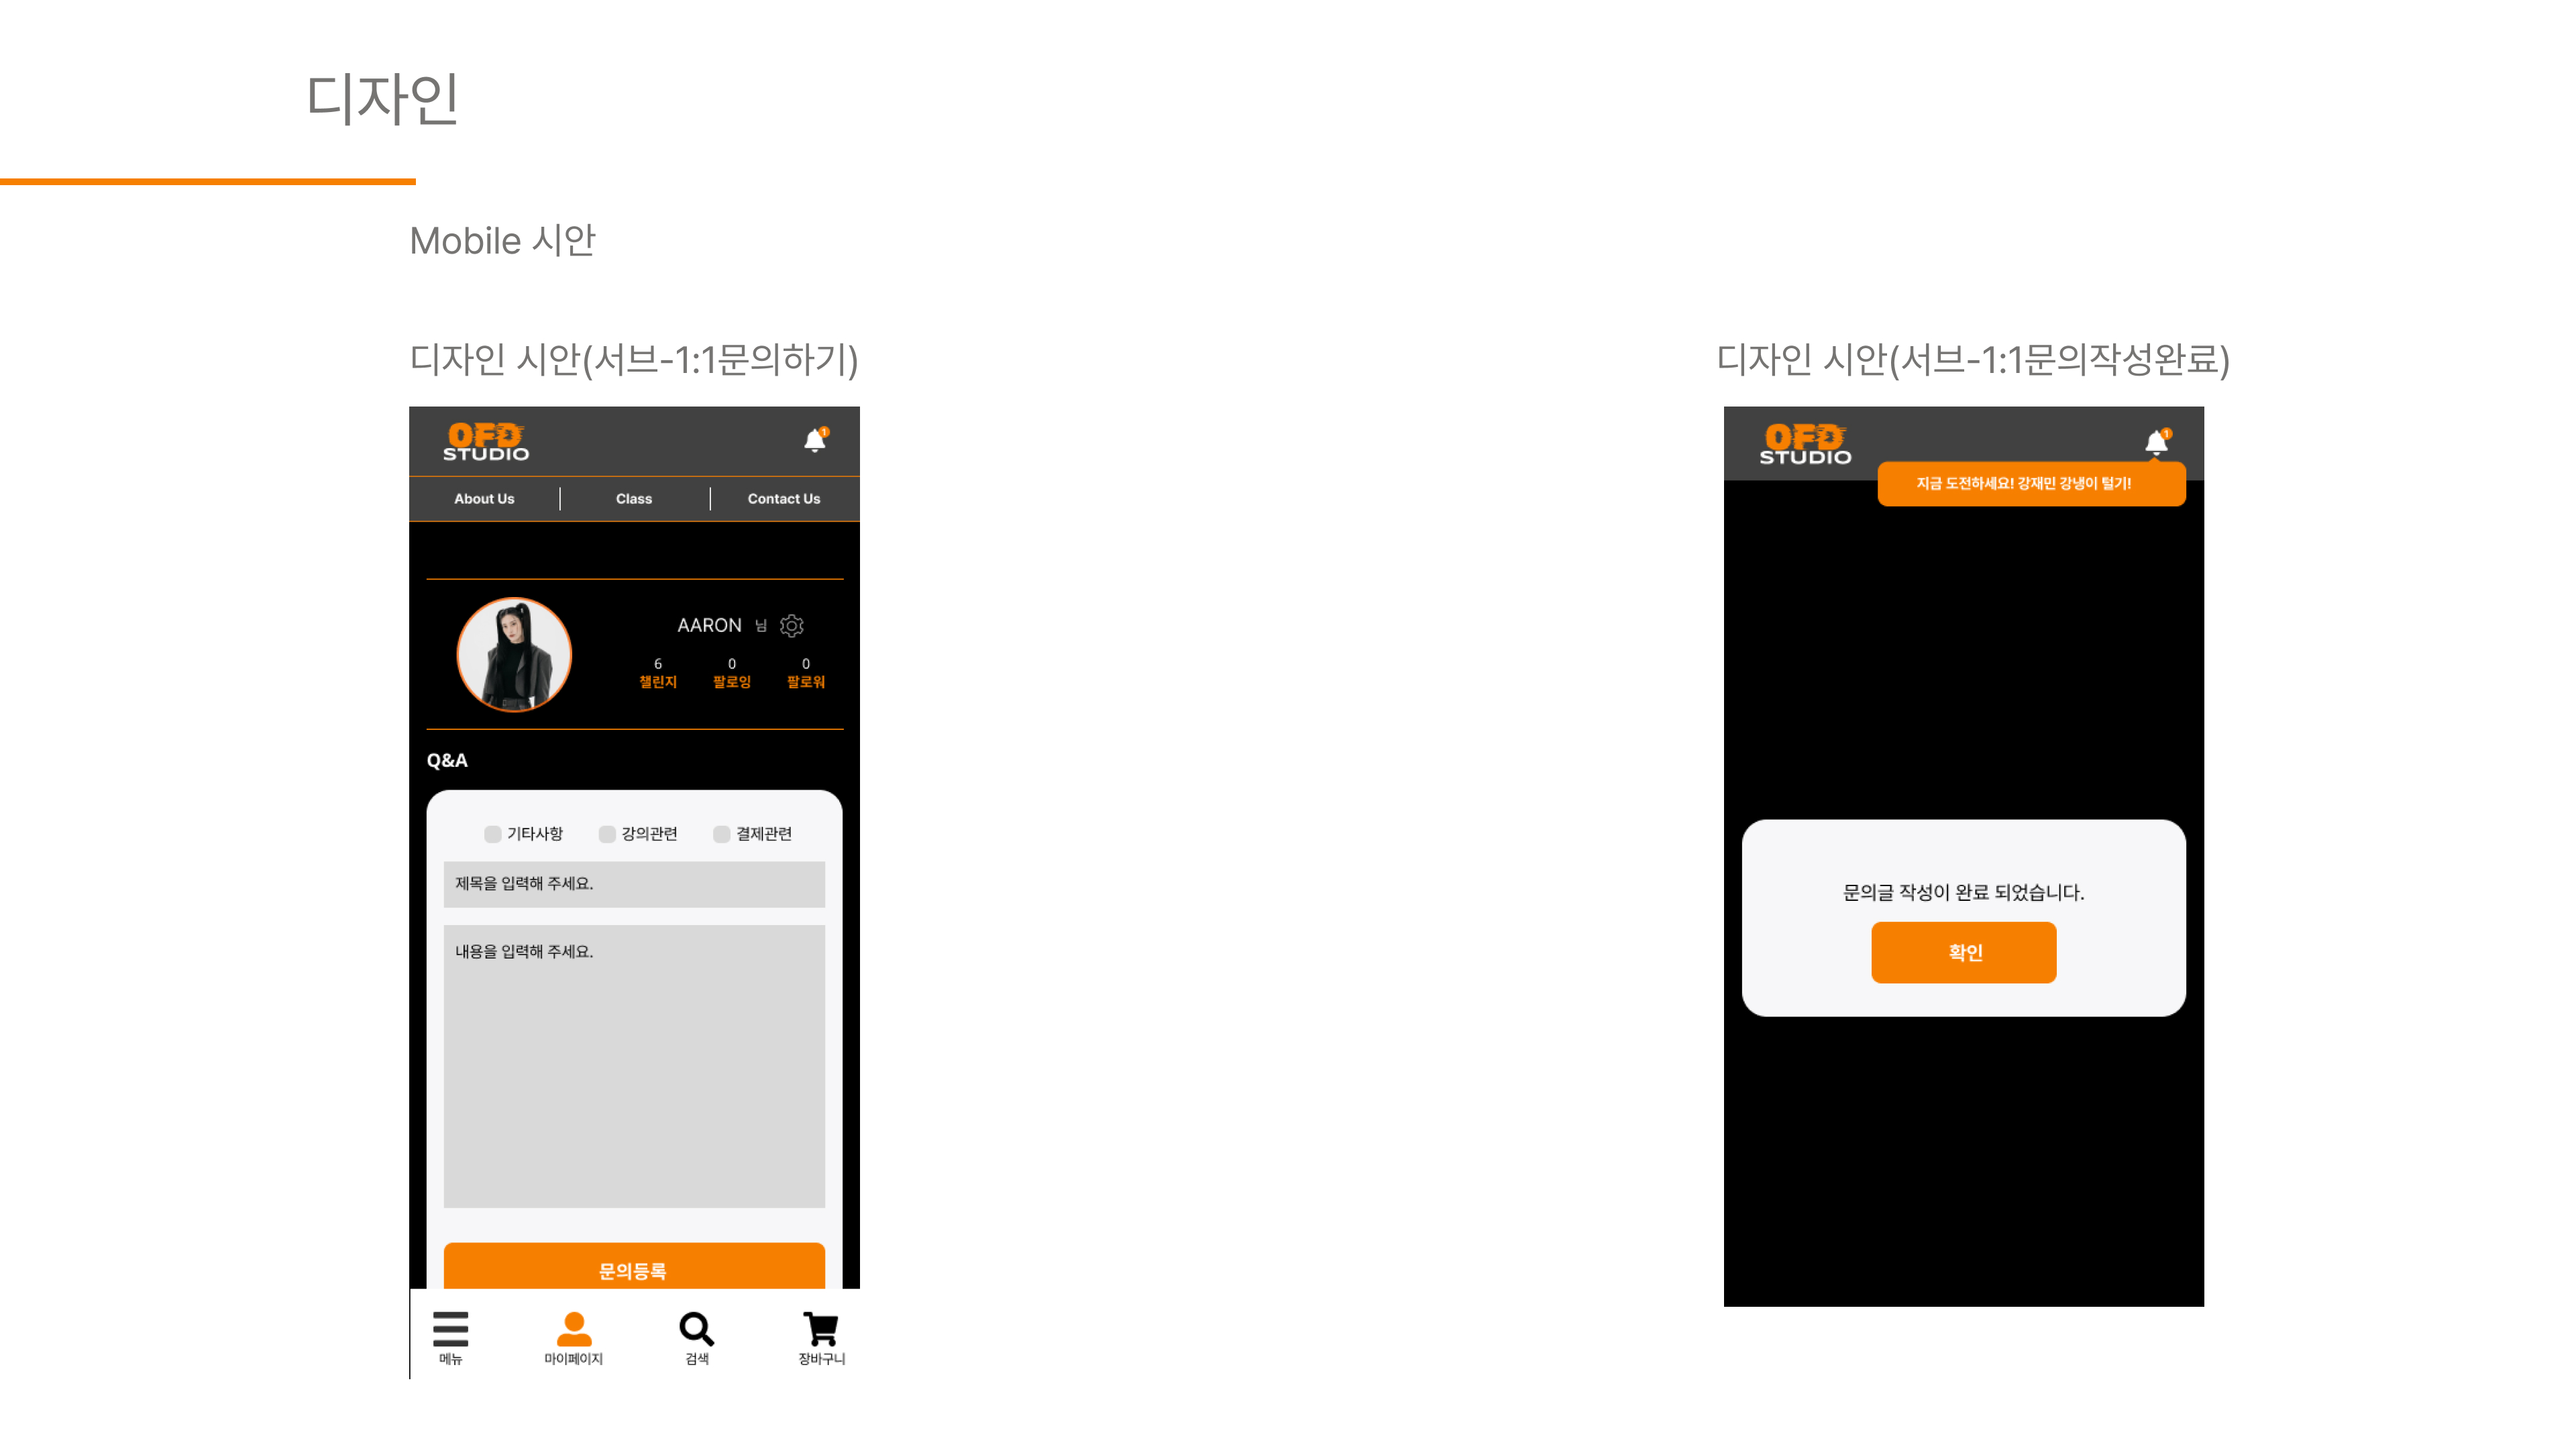 디자인
Mobile 시안
디자인 시안(서브-1:1문의하기)
OFD
STUDIO
1
About Us
Class
Contact Us
AARON 님
6
0
0
챌린지
팔로잉
팔로워
Q&A
기타사항
강의관련
결제관련
제목을 입력해 주세요.
내용을 입력해 주세요.
문의등록
메뉴
마이페이지
검색
장바구니
디자인 시안(서브-1:1문의작성완료)
OFD
STUDIO
1
지금 도전하세요! 강재민 강냉이 털기!
문의글 작성이 완료 되었습니다.
확인